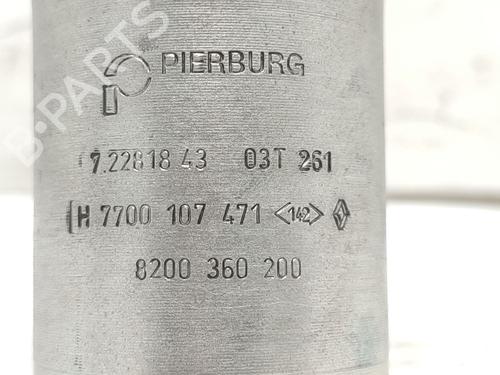 PIERBURG
7.22818 43 03T 261
H 7700 107 471 <142>
8200 360 200
B-PARTS